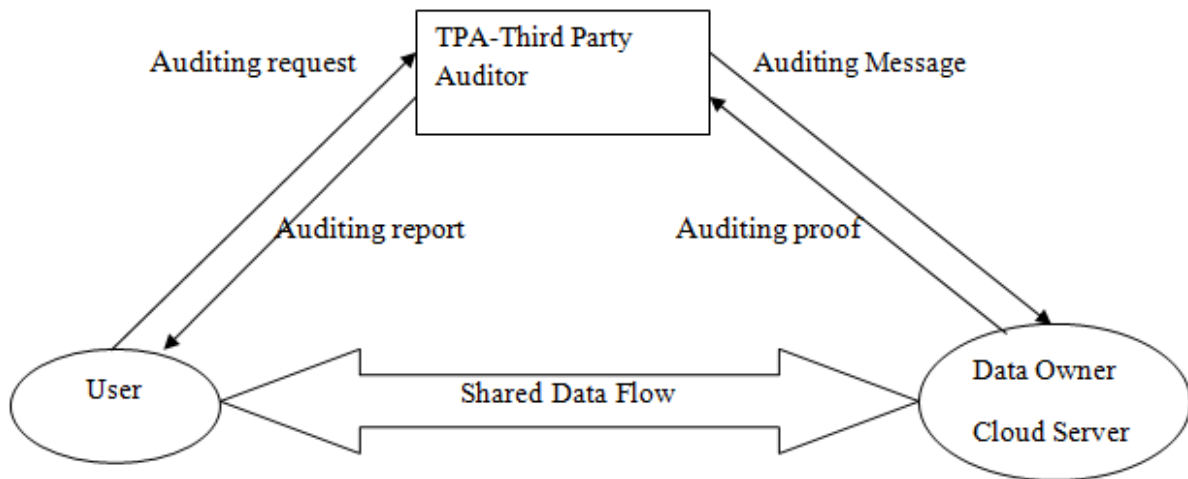 TPA-Third Party
Auditor
Auditing request
Auditing Message
Auditing report
Auditing proof
User
Shared Data Flow
Data Owner
Cloud Server